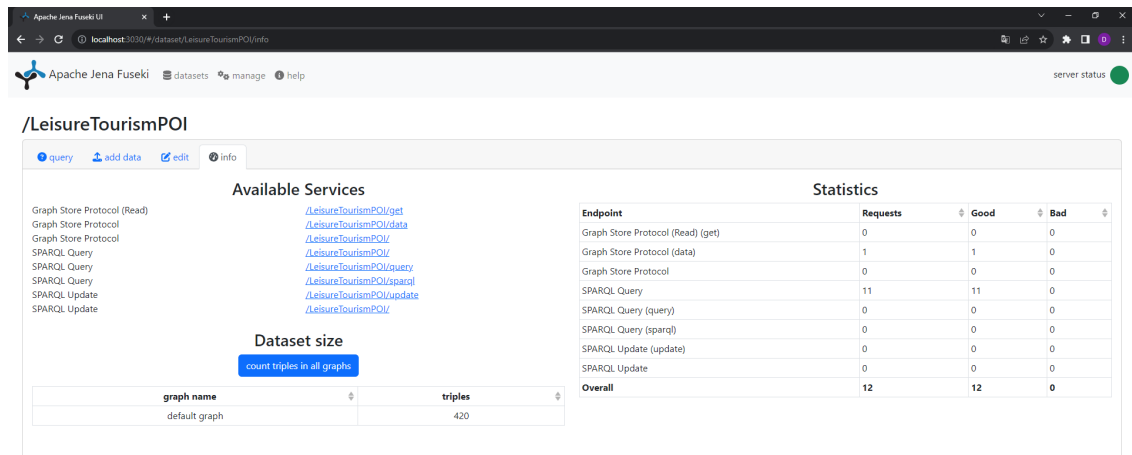 Apache Jena Fuseki UI
localhost:3030/#/dataset/LeisureTourismPOI/info
D
Apache Jena Fuseki datasets manage help server status
/LeisureTourismPOI
query add data edit info
Available Services
Graph Store Protocol (Read) /LeisureTourismPOI/get
Graph Store Protocol /LeisureTourismPOI/data
Graph Store Protocol /LeisureTourismPOI/
SPARQL Query /LeisureTourismPOI/
SPARQL Query /LeisureTourismPOI/query
SPARQL Query /LeisureTourismPOI/sparql
SPARQL Update /LeisureTourismPOI/update
SPARQL Update /LeisureTourismPOI/
Dataset size
count triples in all graphs
graph name triples
default graph 420
Statistics
Endpoint Requests Good Bad
Graph Store Protocol (Read) (get) 0 0 0
Graph Store Protocol (data) 1 1 0
Graph Store Protocol 0 0 0
SPARQL Query 11 11 0
SPARQL Query (query) 0 0 0
SPARQL Query (sparql) 0 0 0
SPARQL Update (update) 0 0 0
SPARQL Update 0 0 0
Overall 12 12 0